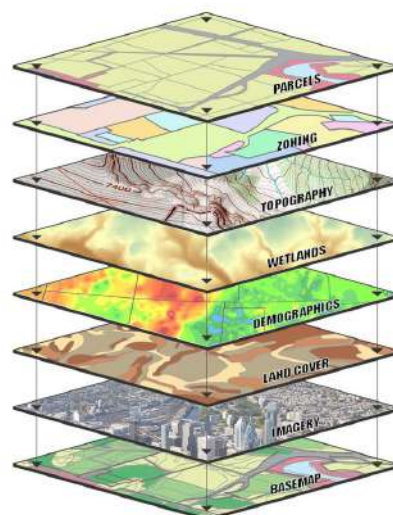 PARCELS
ZONING
7400
TOPOGRAPHY
WETLANDS
DEMOGRAPHICS
LAND COVER
IMAGERY
BASEMAP